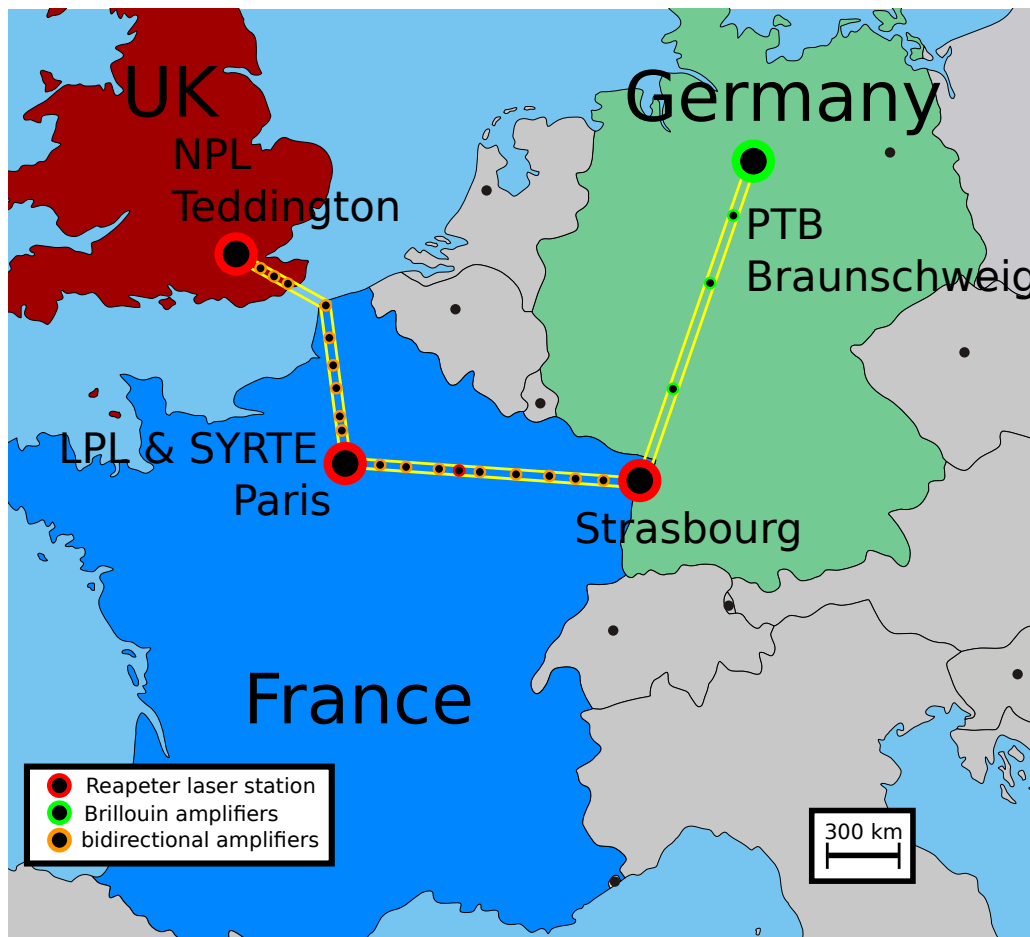 UK
Germany
NPL
Teddington
PTB
Braunschweig
LPL & SYRTE
Paris
Strasbourg
France
Reapeter laser station
Brillouin amplifiers
bidirectional amplifiers
300 km